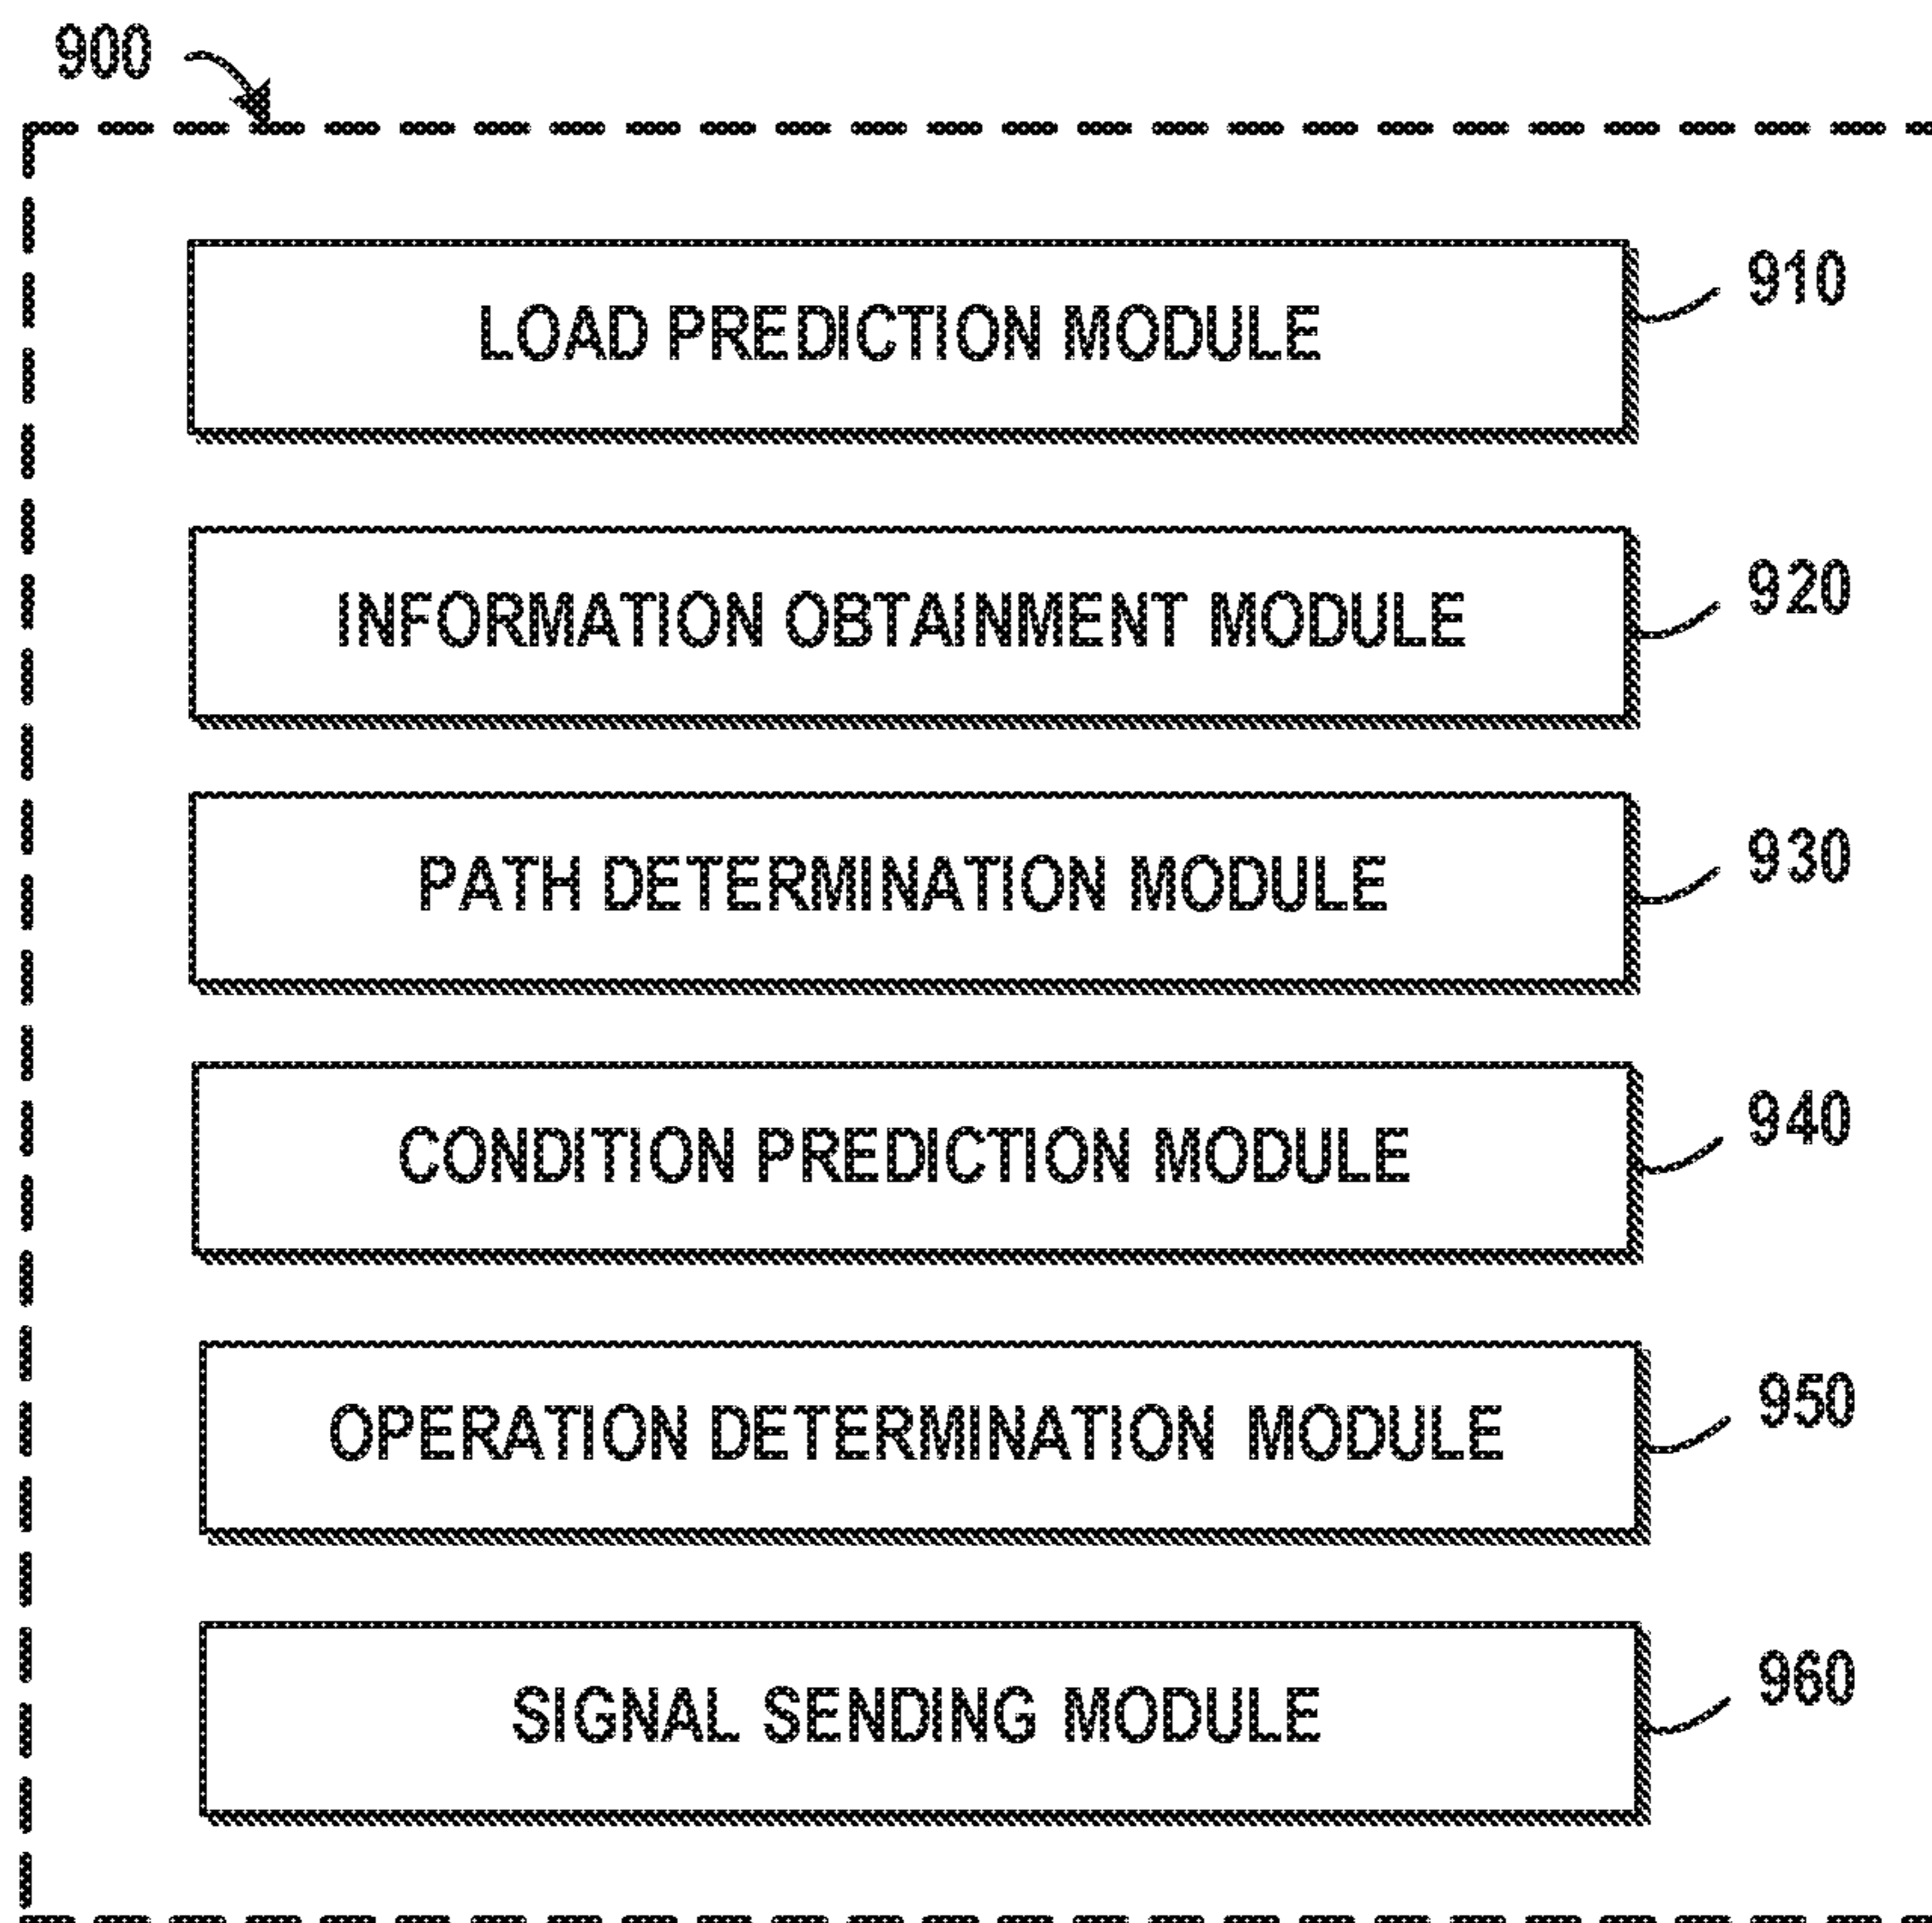 900
LOAD PREDICTION MODULE 910
INFORMATION OBTAINMENT MODULE 920
PATH DETERMINATION MODULE 930
CONDITION PREDICTION MODULE 940
OPERATION DETERMINATION MODULE 950
SIGNAL SENDING MODULE 960